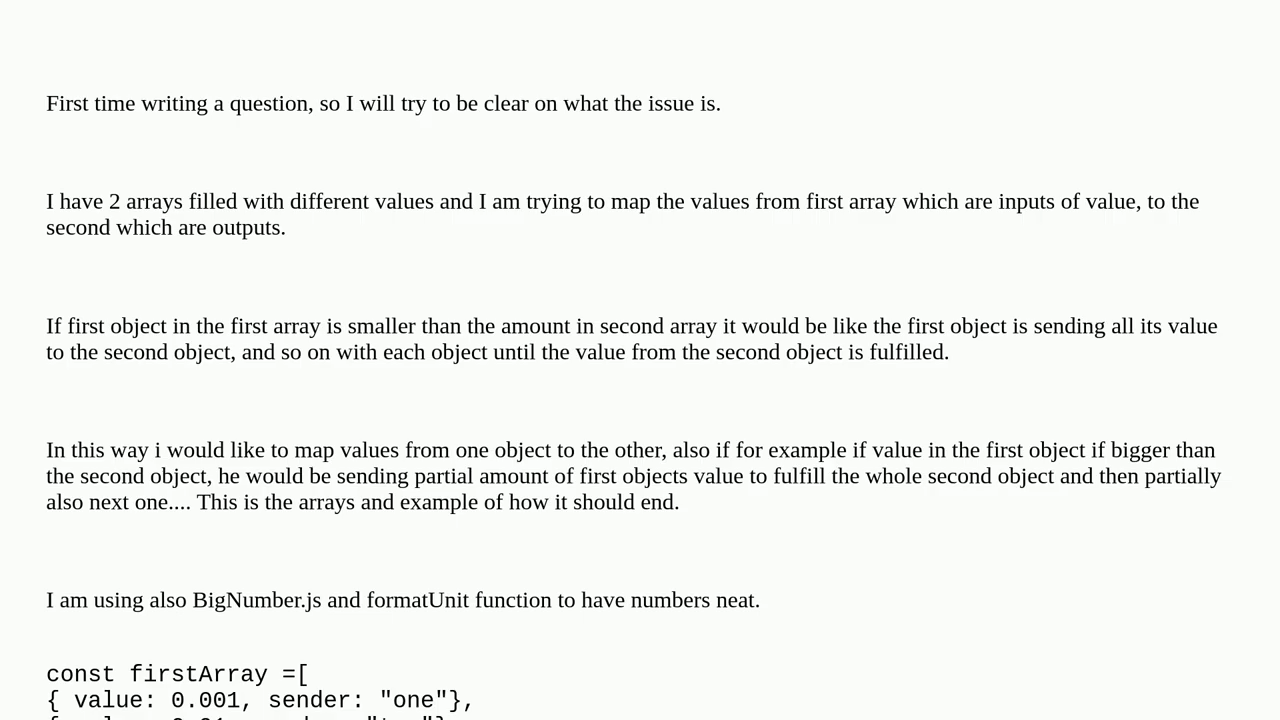 First time writing a question, so I will try to be clear on what the issue is.
I have 2 arrays filled with different values and I am trying to map the values from first array which are inputs of value, to the
second which are outputs.
If first object in the first array is smaller than the amount in second array it would be like the first object is sending all its value
to the second object, and so on with each object until the value from the second object is fulfilled.
In this way i would like to map values from one object to the other, also if for example if value in the first object if bigger than
the second object, he would be sending partial amount of first objects value to fulfill the whole second object and then partially
also next one.... This is the arrays and example of how it should end.
I am using also BigNumber.js and formatUnit function to have numbers neat.
const firstArray =[
{ value: 0.001, sender: "one"},